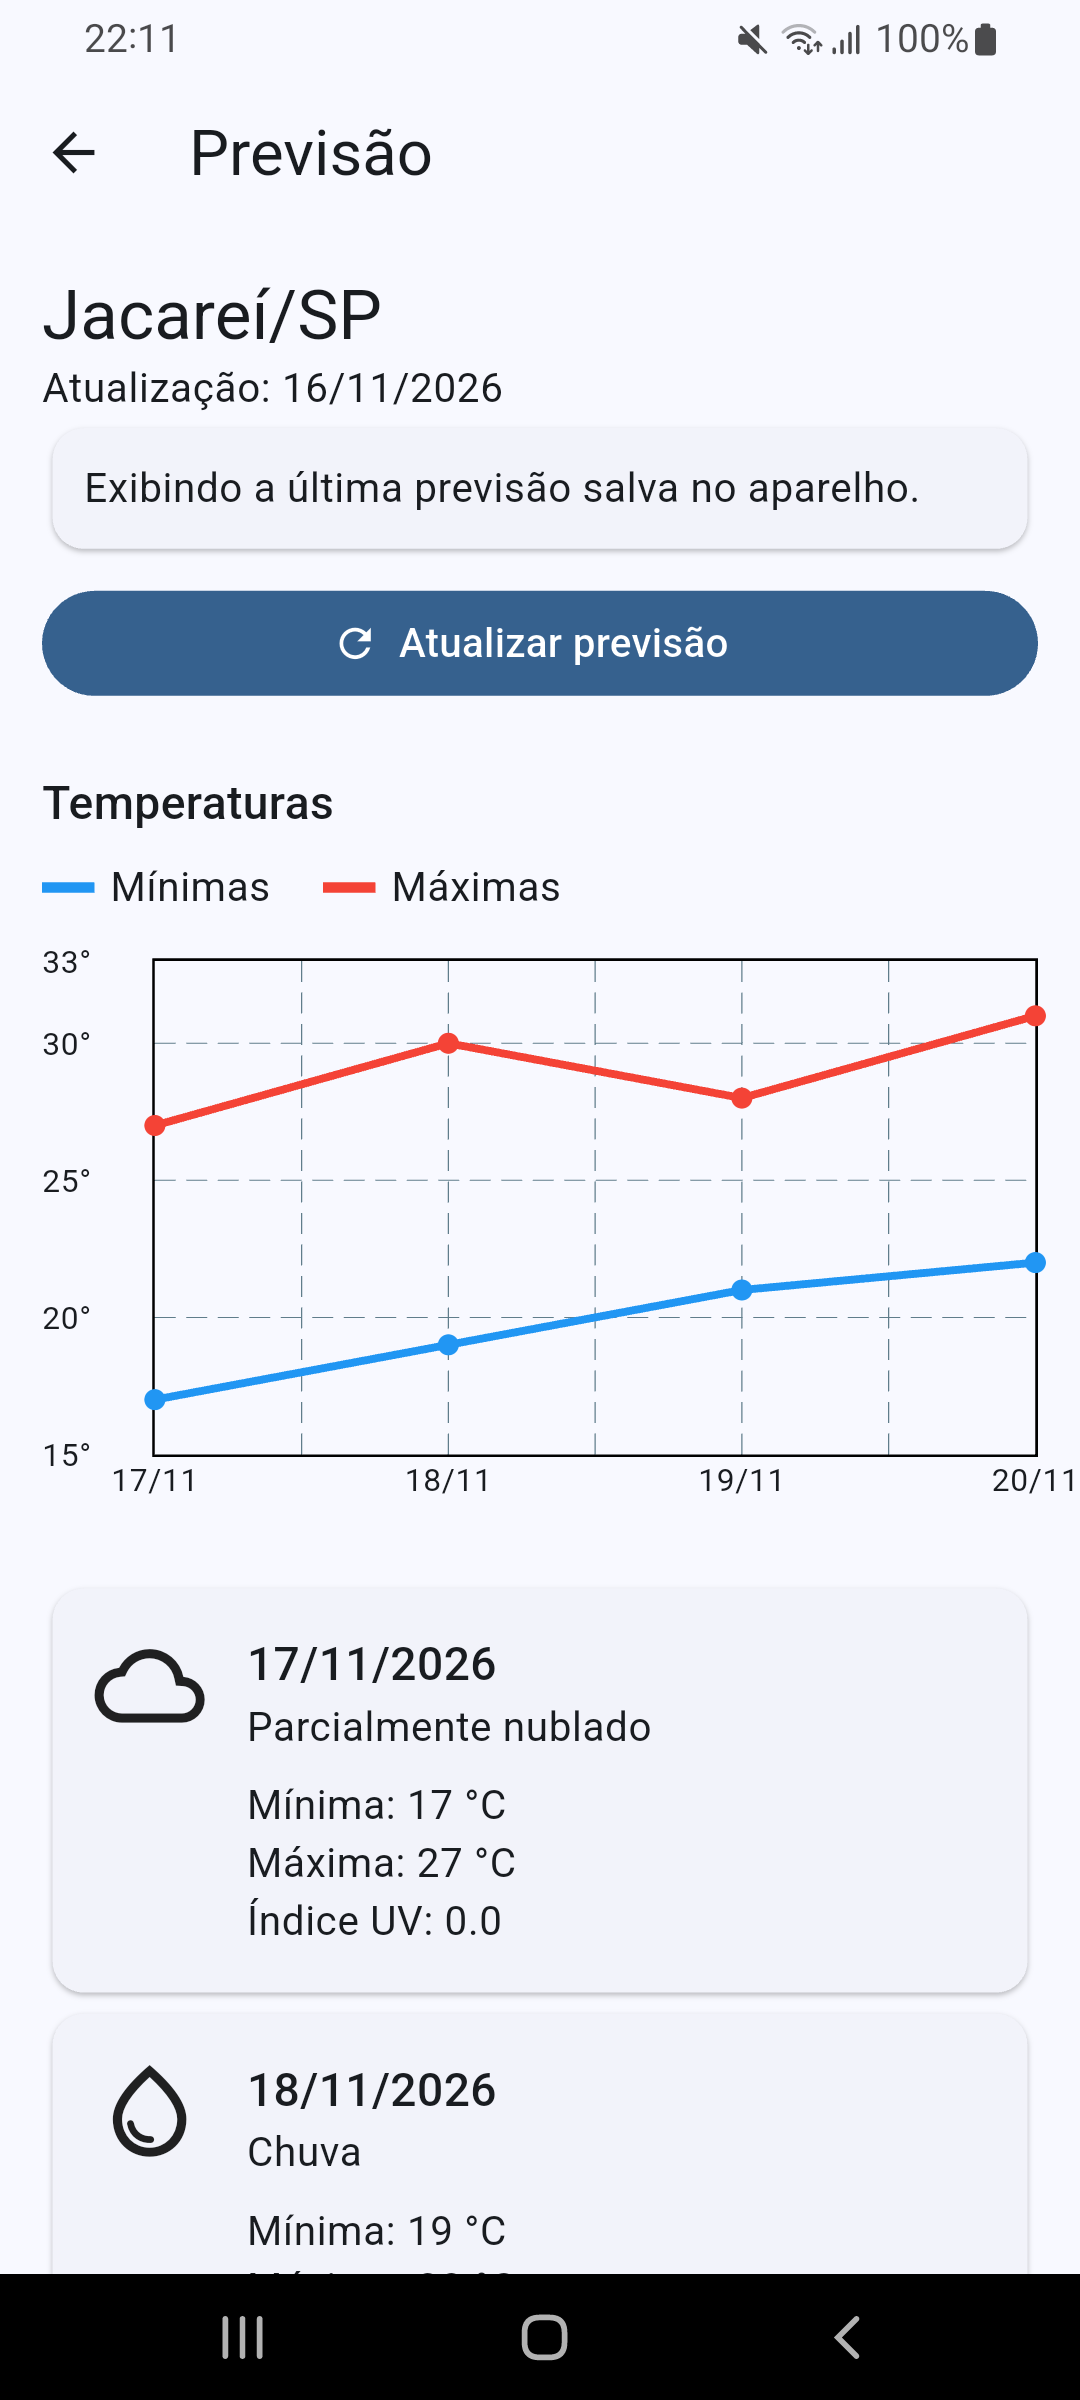 22:11
100%
Previsão
Jacareí/SP
Atualização: 16/11/2026
Exibindo a última previsão salva no aparelho.
Atualizar previsão
Temperaturas
Mínimas Máximas
33°
30°
25°
20°
15°
17/11 18/11 19/11 20/11
17/11/2026
Parcialmente nublado
Mínima: 17 °C
Máxima: 27 °C
Índice UV: 0.0
18/11/2026
Chuva
Mínima: 19 °C